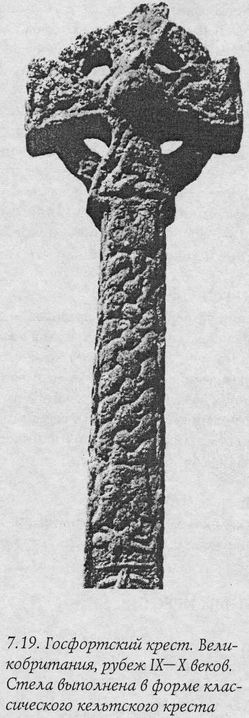 7.19. Госфортский крест. Вели-
кобритания, рубеж IX—X веков.
Стела выполнена в форме клас-
сического кельтского креста